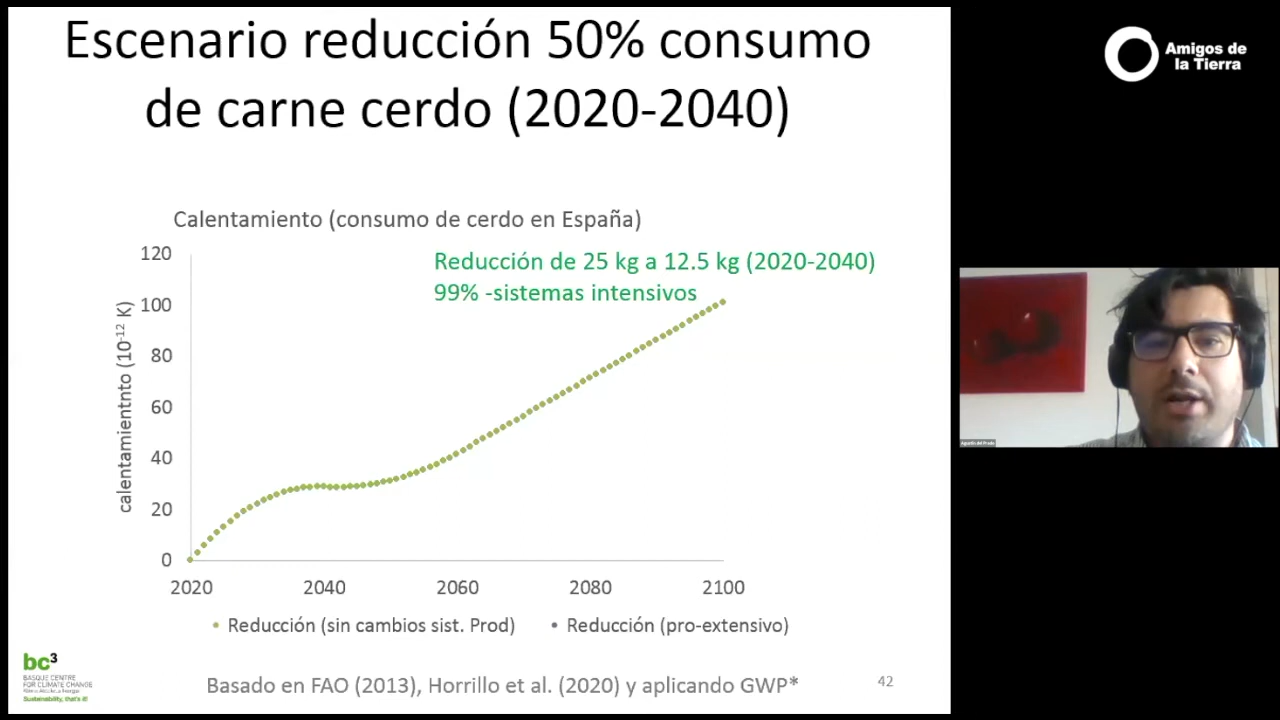 Escenario reducción 50% consumo
de carne cerdo (2020-2040)
Amigos de
la Tierra
Calentamiento (consumo de cerdo en España)
Reducción de 25 kg a 12.5 kg (2020-2040)
99% -sistemas intensivos
calentamientnto (10⁻¹² K)
120
100
80
60
40
20
0
2020 2040 2060 2080 2100
Reducción (sin cambios sist. Prod) Reducción (pro-extensivo)
bc³
BASQUE CENTRE
FOR CLIMATE CHANGE
Sustainability, that's it!
Basado en FAO (2013), Horrillo et al. (2020) y aplicando GWP*
42
Agustin del Prado